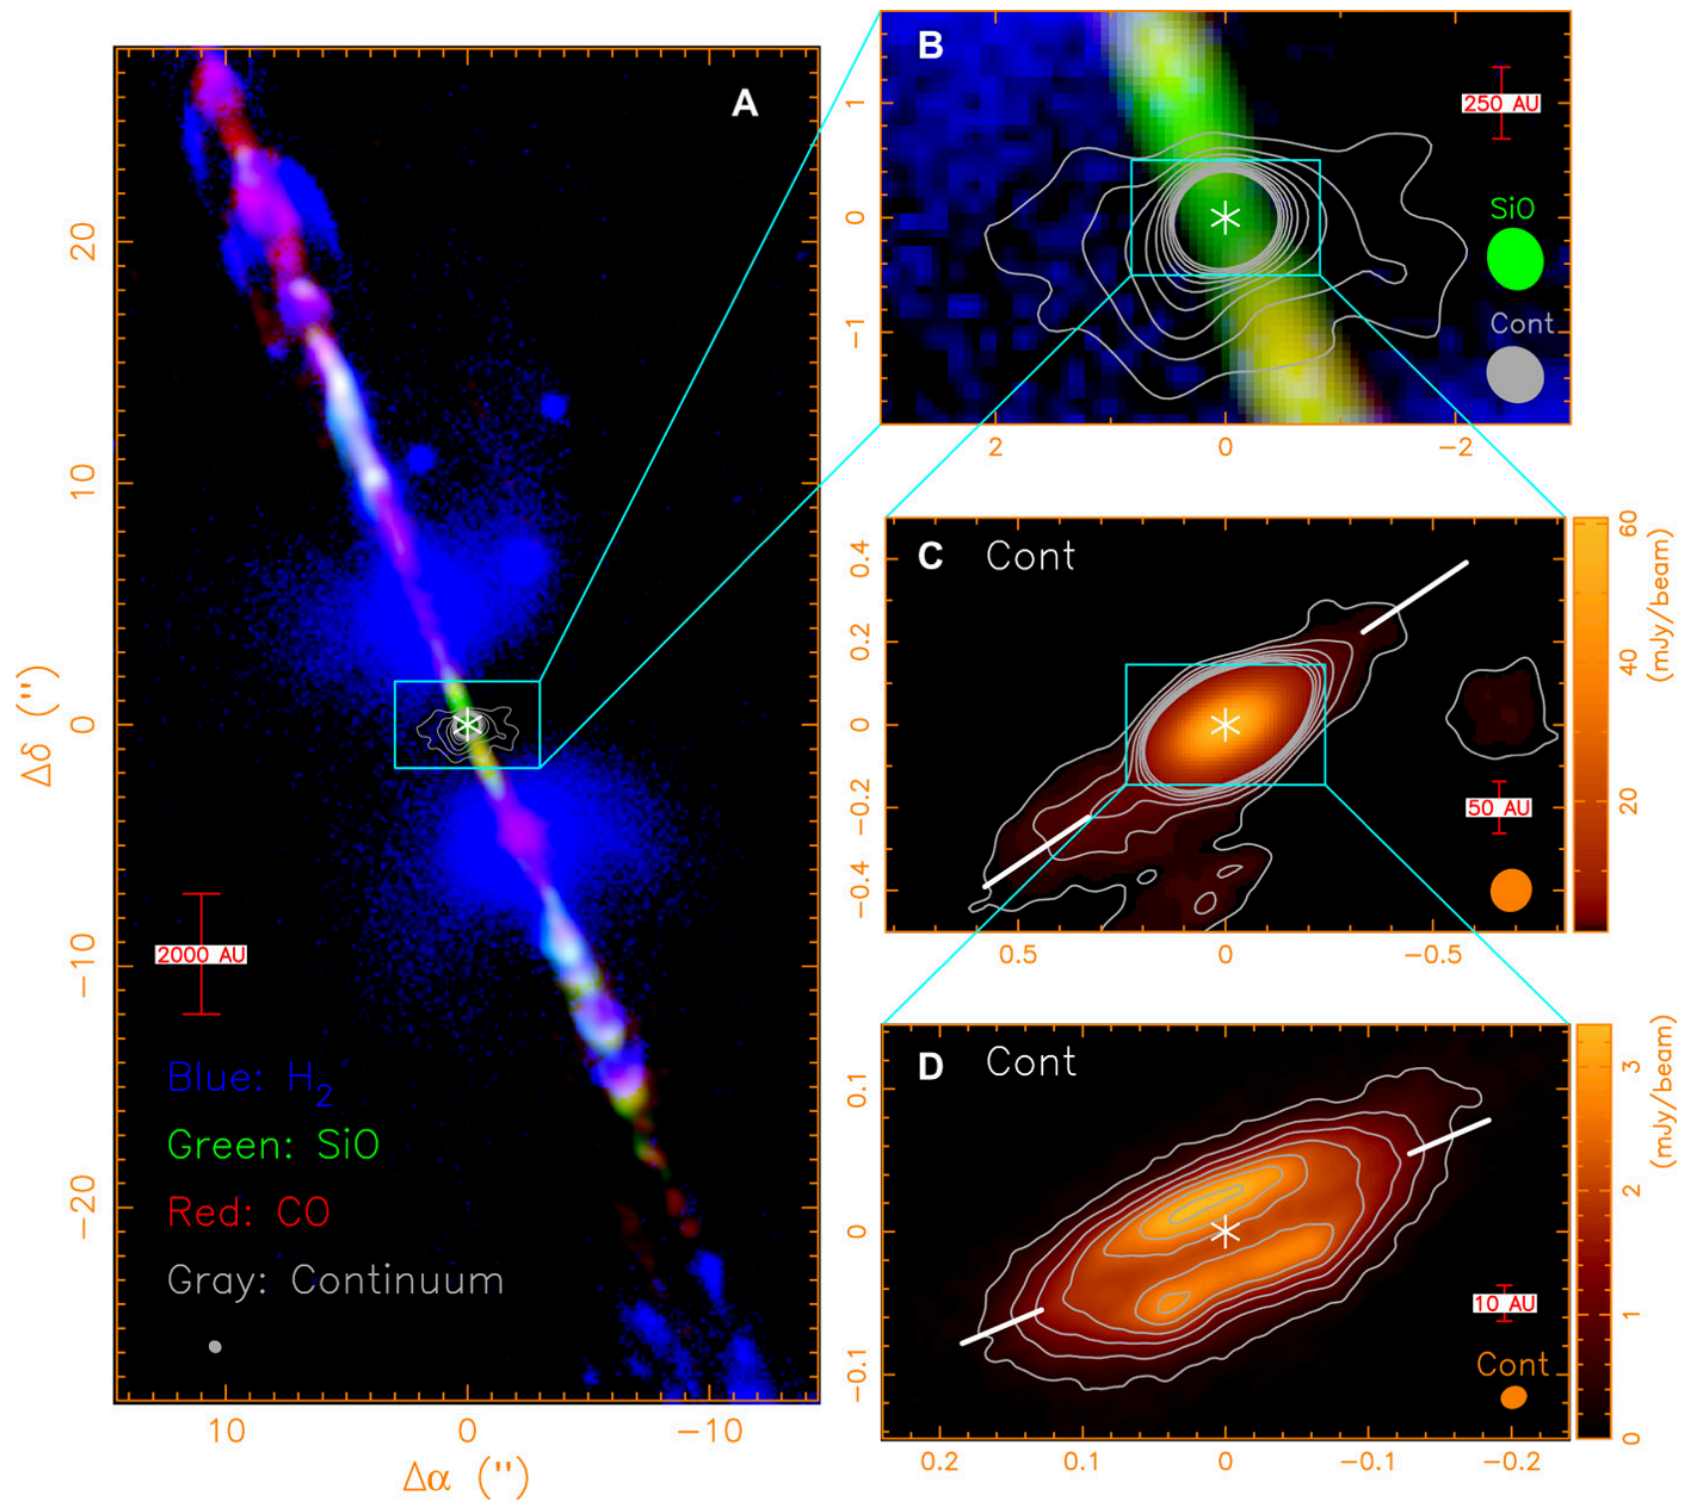 A
20
10
0
−10
−20
Δδ (")
2000 AU
Blue: H2
Green: SiO
Red: CO
Gray: Continuum
10
0
−10
Δα (")
B
1
0
−1
250 AU
SiO
Cont
2
0
−2
C Cont
0.4
0.2
0
−0.2
−0.4
50 AU
0.5
0
−0.5
60
40
20
(mJy/beam)
D Cont
0.1
0
−0.1
10 AU
Cont
0.2
0.1
0
−0.1
−0.2
3
2
1
0
(mJy/beam)